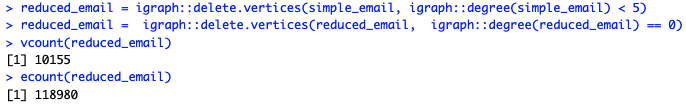 > reduced_email = igraph::delete.vertices(simple_email, igraph::degree(simple_email) < 5)
> reduced_email =  igraph::delete.vertices(reduced_email,  igraph::degree(reduced_email) == 0)
> vcount(reduced_email)
[1] 10155
> ecount(reduced_email)
[1] 118980